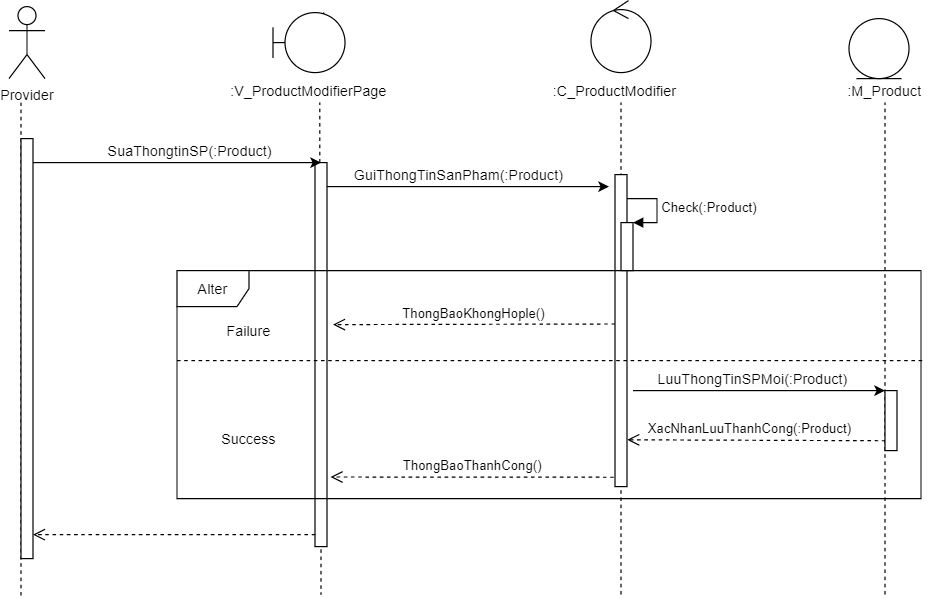 Provider
:V_ProductModifierPage
:C_ProductModifier
:M_Product
SuaThongtinSP(:Product)
GuiThongTinSanPham(:Product)
Check(:Product)
Alter
ThongBaoKhongHople()
Failure
LuuThongTinSPMoi(:Product)
XacNhanLuuThanhCong(:Product)
Success
ThongBaoThanhCong()